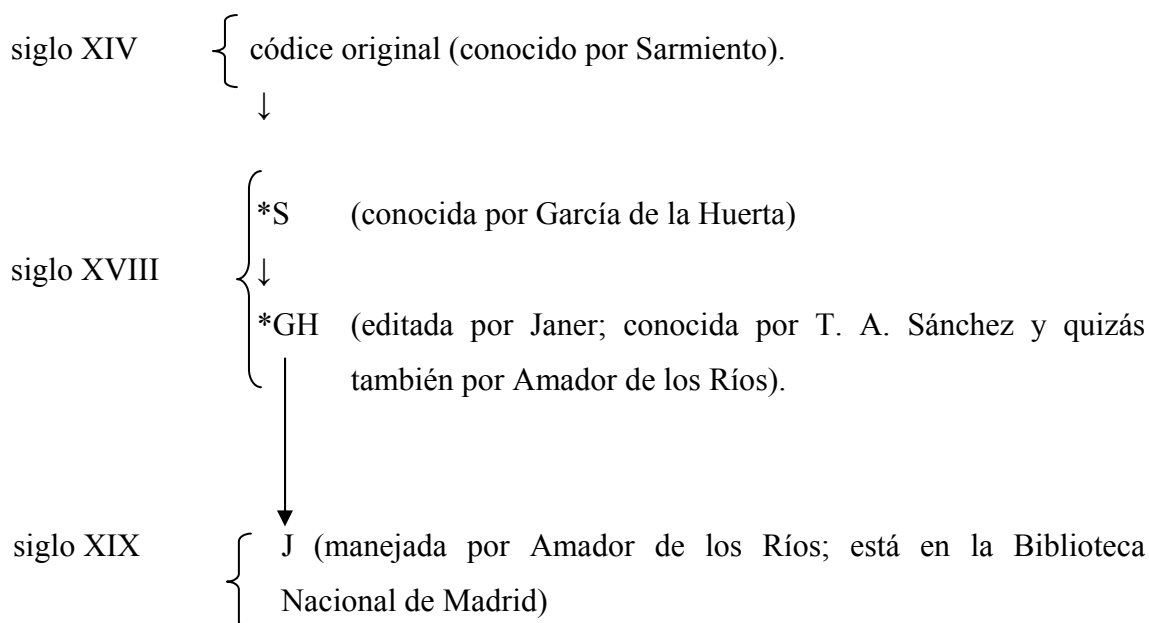 siglo XIV códice original (conocido por Sarmiento).
↓
*S (conocida por García de la Huerta)
siglo XVIII ↓
*GH (editada por Janer; conocida por T. A. Sánchez y quizás
también por Amador de los Ríos).
siglo XIX J (manejada por Amador de los Ríos; está en la Biblioteca
Nacional de Madrid)